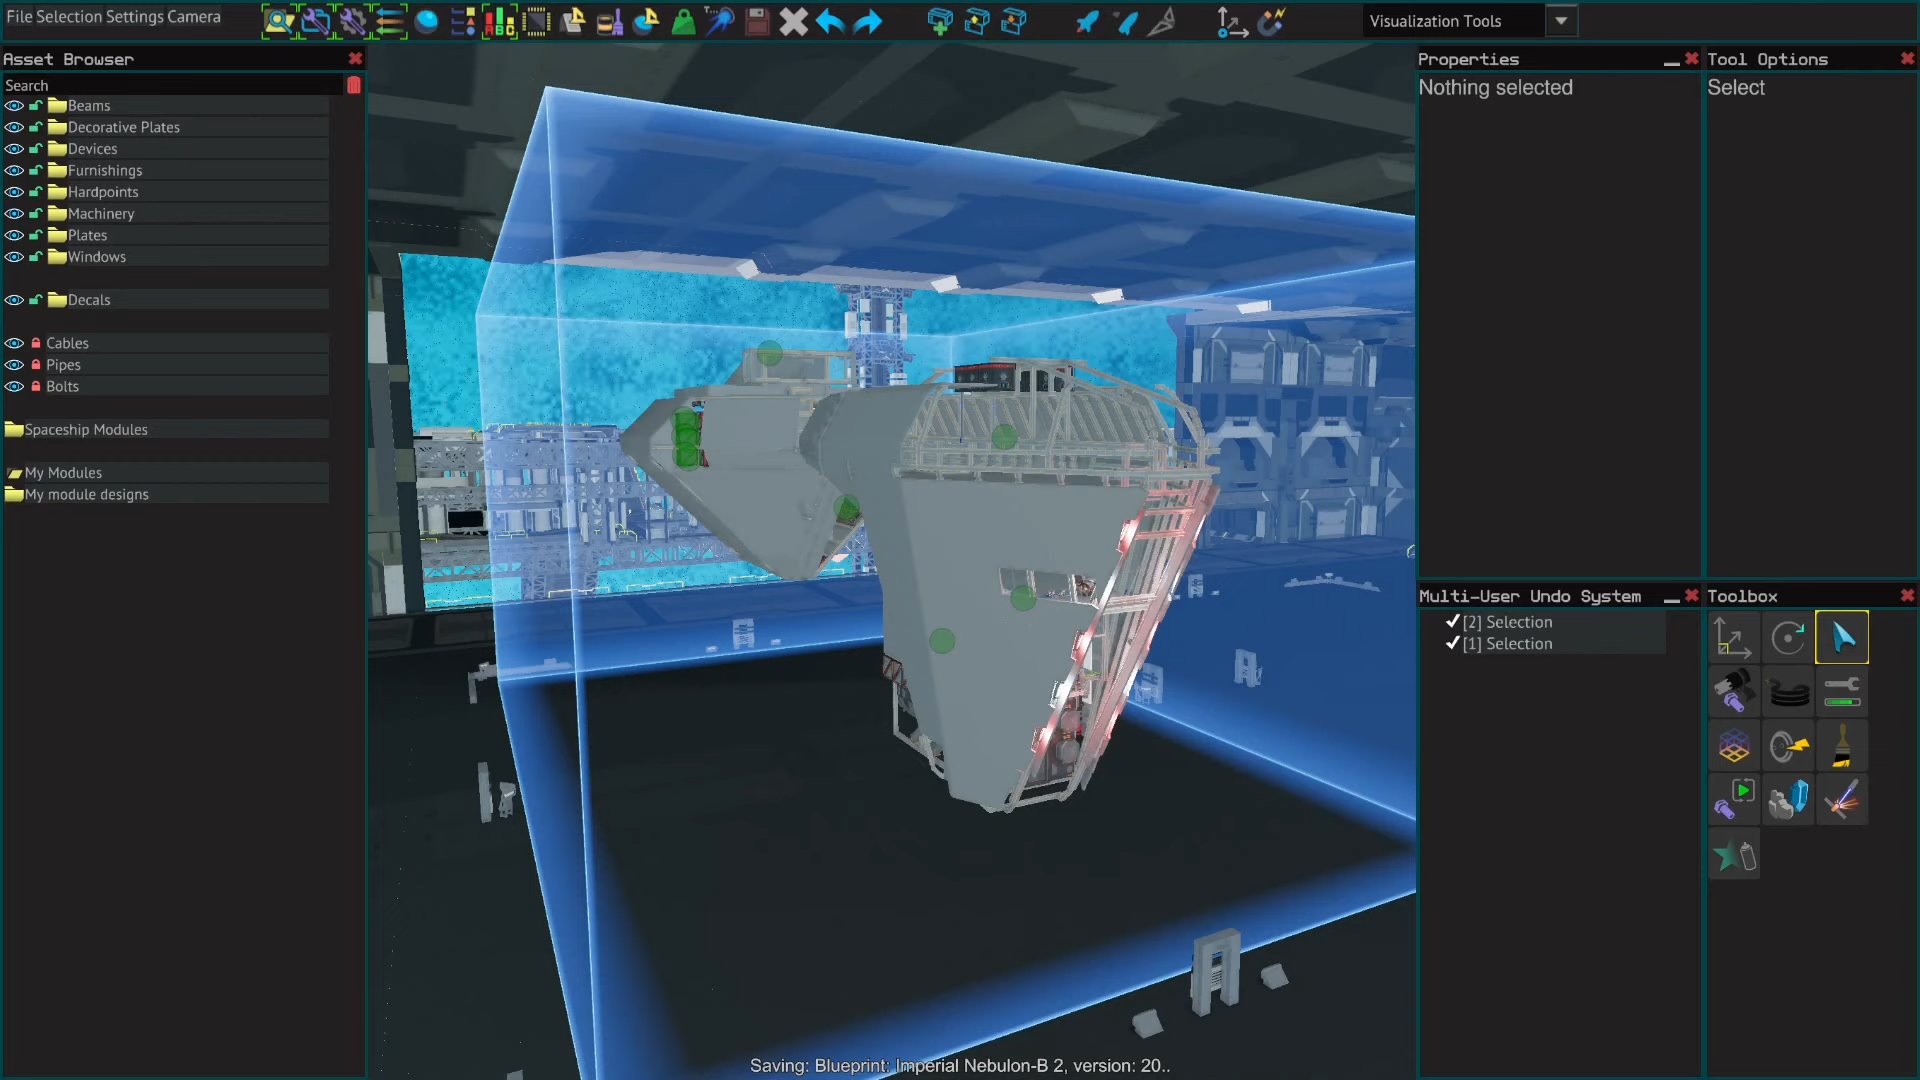 File Selection Settings Camera
Visualization Tools
Asset Browser
Search
Beams
Decorative Plates
Devices
Furnishings
Hardpoints
Machinery
Plates
Windows
Decals
Cables
Pipes
Bolts
Spaceship Modules
My Modules
My module designs
Properties
Nothing selected
Tool Options
Select
Multi-User Undo System
[2] Selection
[1] Selection
Toolbox
Saving: Blueprint: Imperial Nebulon-B 2, version: 20..